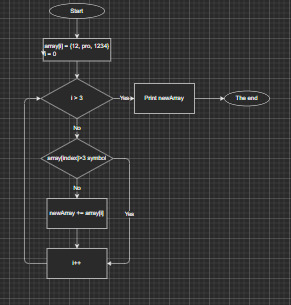 Start
array[i] = {12, pro, 1234}
i = 0
i > 3
Yes
Print newArray
The end
No
array[index]>3 symbol
No
newArray += array[i]
Yes
i++